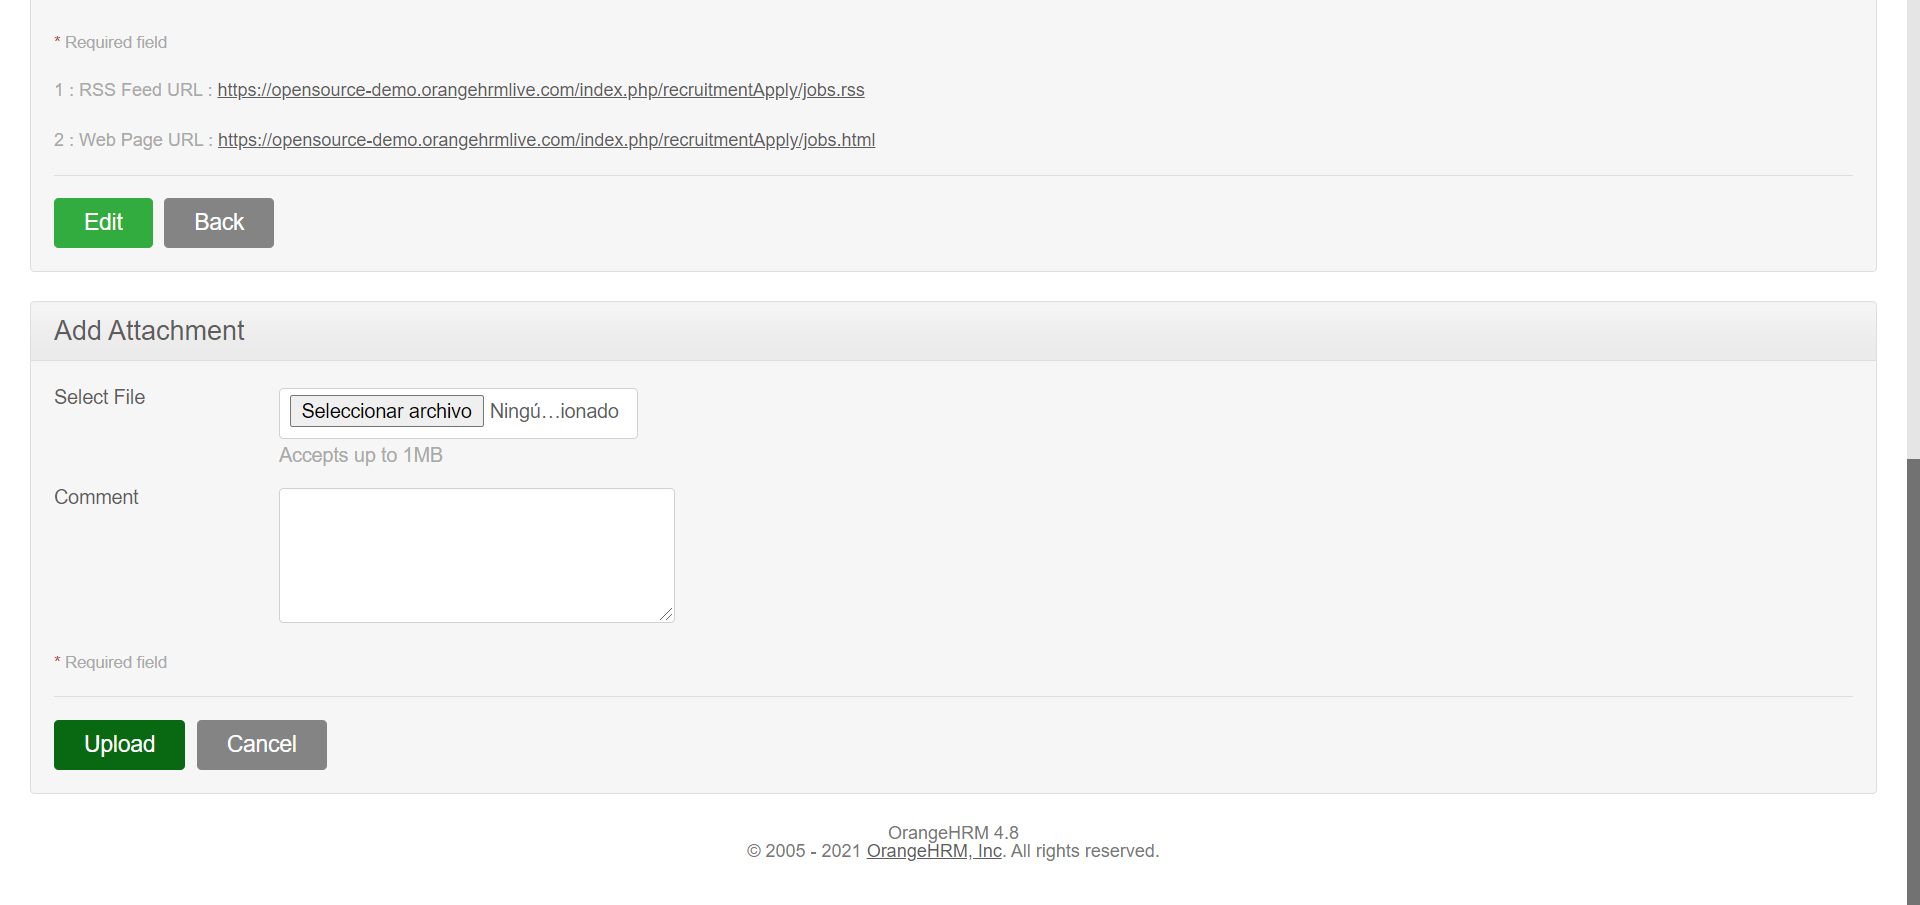 * Required field
1 : RSS Feed URL : https://opensource-demo.orangehrmlive.com/index.php/recruitmentApply/jobs.rss
2 : Web Page URL : https://opensource-demo.orangehrmlive.com/index.php/recruitmentApply/jobs.html
Edit Back
Add Attachment
Select File Seleccionar archivo Ningú…ionado
Accepts up to 1MB
Comment
* Required field
Upload Cancel
OrangeHRM 4.8
© 2005 - 2021 OrangeHRM, Inc. All rights reserved.